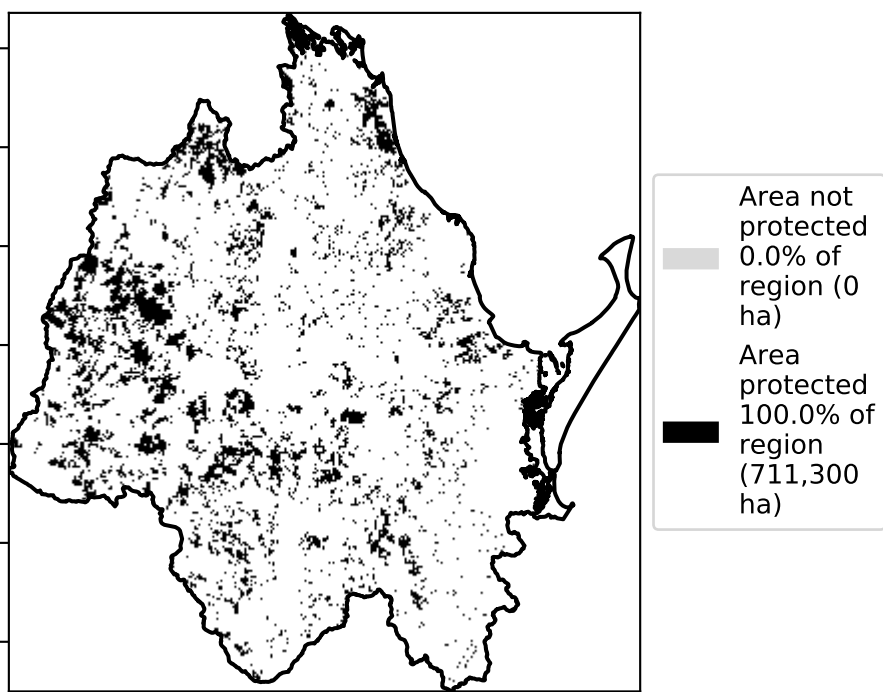 Area not
protected
0.0% of
region (0
ha)
Area
protected
100.0% of
region
(711,300
ha)